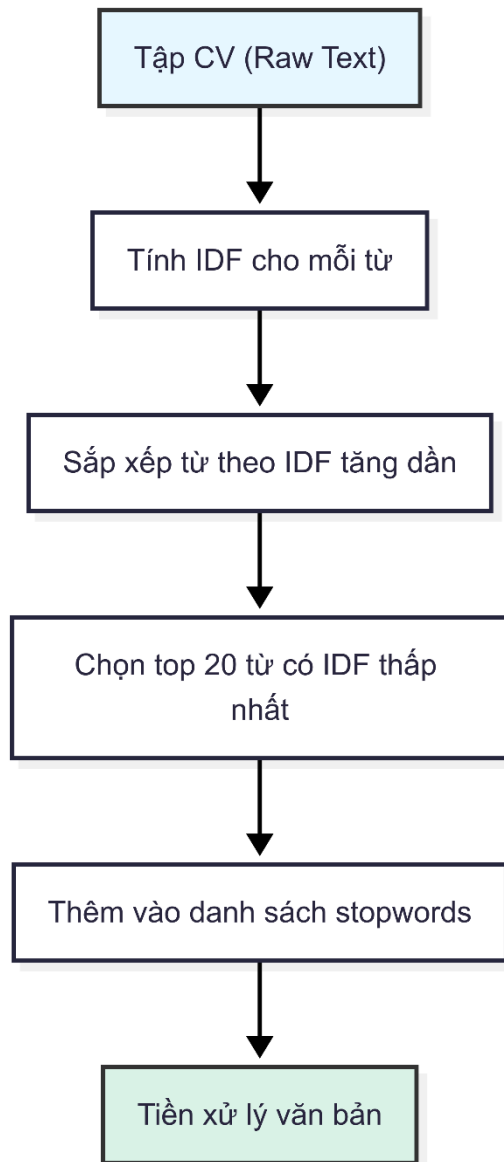 Tập CV (Raw Text)
Tính IDF cho mỗi từ
Sắp xếp từ theo IDF tăng dần
Chọn top 20 từ có IDF thấp
nhất
Thêm vào danh sách stopwords
Tiền xử lý văn bản